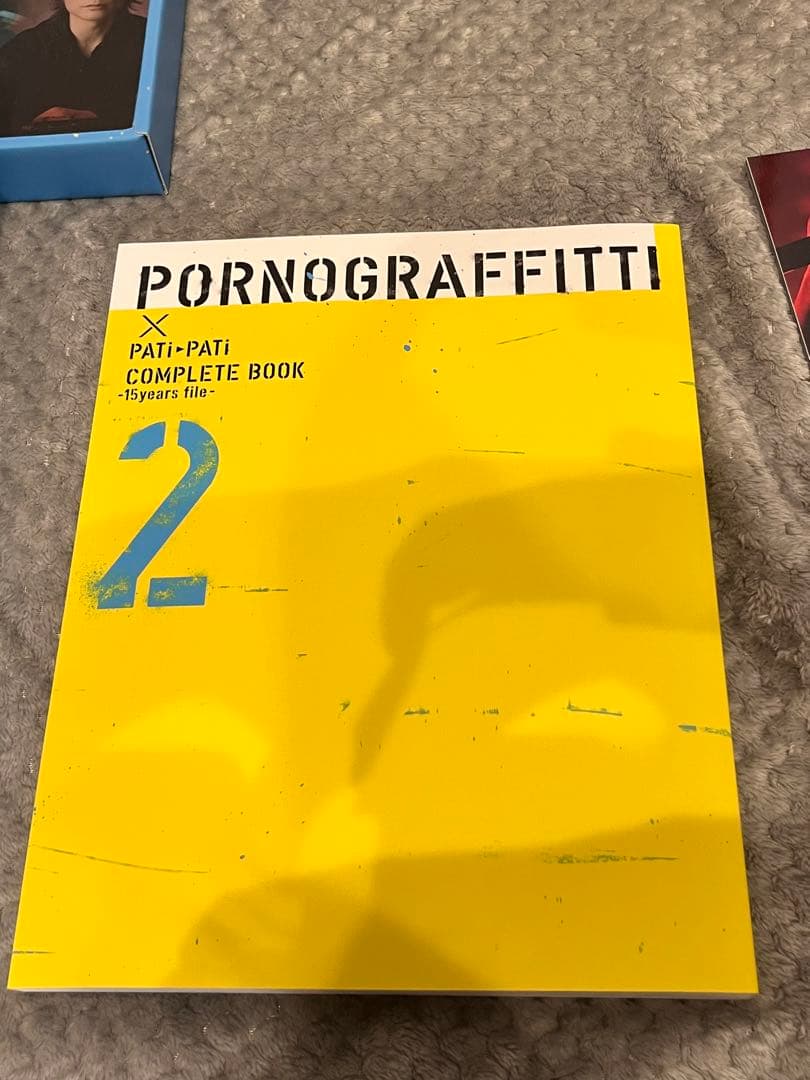 PORNOGRAFFITTI
×
PATi▸PATi
COMPLETE BOOK
-15years file-
2